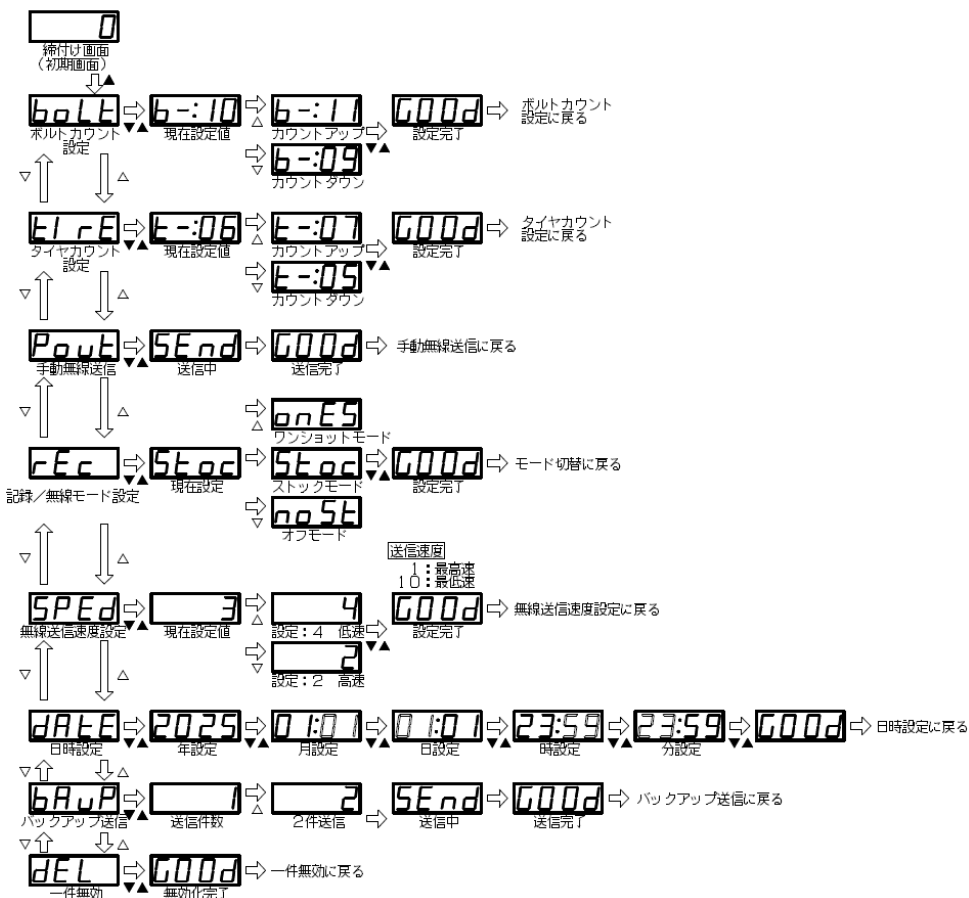 0
締付け画面
(初期画面)
boLt b-:10 b-:11 GOOd ボルトカウント
設定に戻る
ボルトカウント
設定 現在設定値 カウントアップ 設定完了
b-:09
カウントダウン
tIrE t-:06 t-:07 GOOd タイヤカウント
設定に戻る
タイヤカウント
設定 現在設定値 カウントアップ 設定完了
t-:05
カウントダウン
Pout SEnd GOOd 手動無線送信に戻る
手動無線送信 送信中 送信完了
onES
ワンショットモード
rEc Stoc Stoc GOOd モード切替に戻る
記録/無線モード設定 現在設定 ストックモード 設定完了
noSt
オフモード
送信速度
1:最高速
10:最低速
SPEd 3 4 GOOd 無線送信速度設定に戻る
無線送信速度設定 現在設定値 設定:4 低速 設定完了
2
設定:2 高速
dAtE 2025 01:01 01:01 23:59 23:59 GOOd 日時設定に戻る
日時設定 年設定 月設定 日設定 時設定 分設定
bAuP 1 2 SEnd GOOd バックアップ送信に戻る
バックアップ送信 送信件数 2件送信 送信中 送信完了
dEL GOOd 一件無効に戻る
一件無効 無効化完了